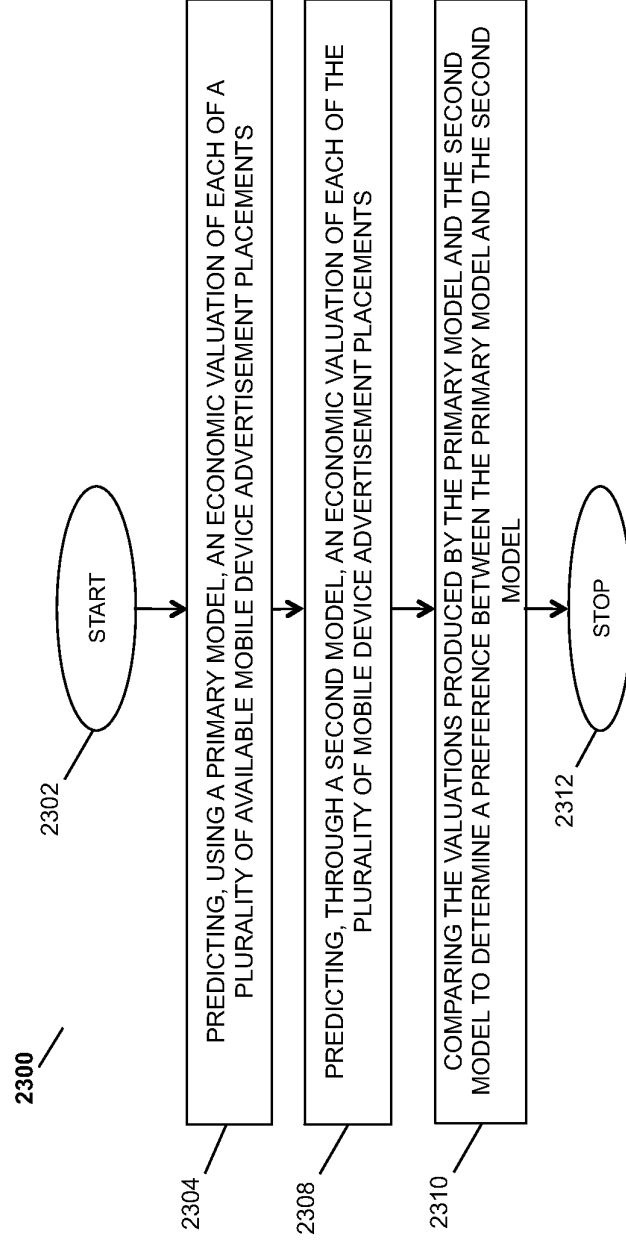 2300
2302
START
2304
PREDICTING, USING A PRIMARY MODEL, AN ECONOMIC VALUATION OF EACH OF A
PLURALITY OF AVAILABLE MOBILE DEVICE ADVERTISEMENT PLACEMENTS
2308
PREDICTING, THROUGH A SECOND MODEL, AN ECONOMIC VALUATION OF EACH OF THE
PLURALITY OF MOBILE DEVICE ADVERTISEMENT PLACEMENTS
2310
COMPARING THE VALUATIONS PRODUCED BY THE PRIMARY MODEL AND THE SECOND
MODEL TO DETERMINE A PREFERENCE BETWEEN THE PRIMARY MODEL AND THE SECOND
MODEL
2312
STOP